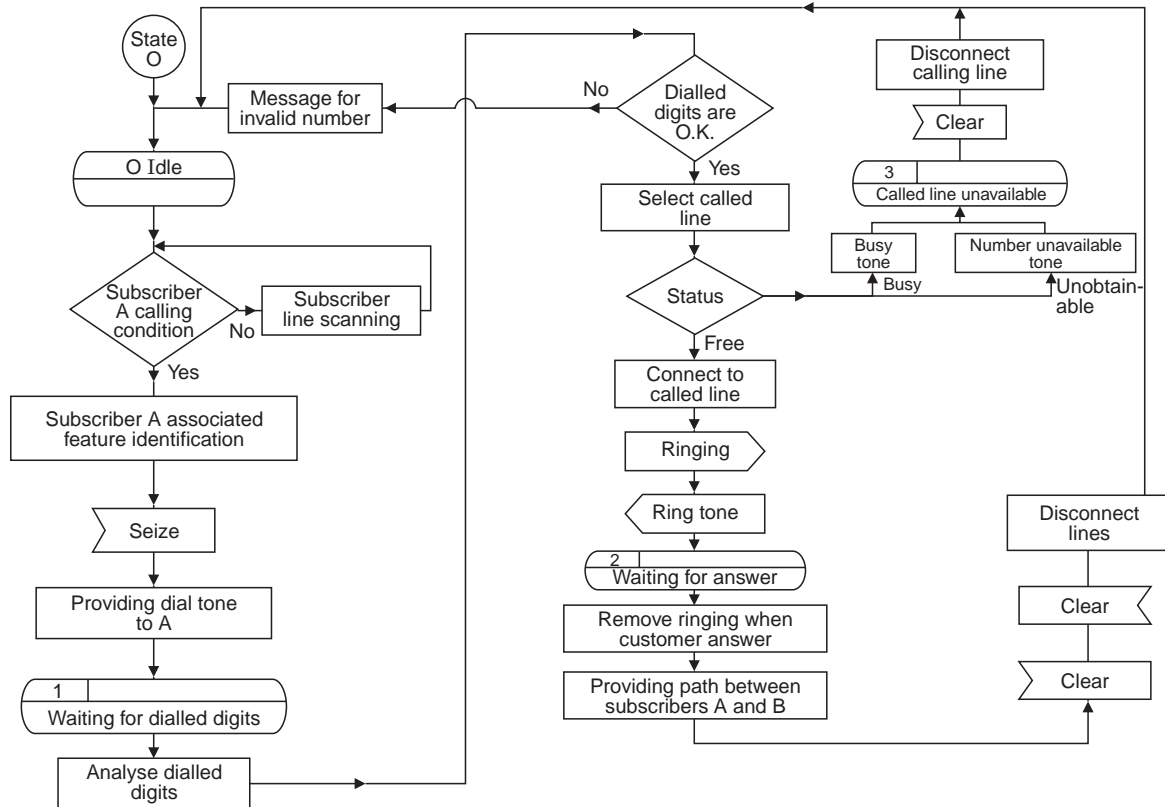 State
O
Message for
invalid number
O Idle
Subscriber
A calling
condition
No
Subscriber
line scanning
Yes
Subscriber A associated
feature identification
Seize
Providing dial tone
to A
1
Waiting for dialled digits
Analyse dialled
digits
Dialled
digits are
O.K.
No
Yes
Select called
line
Status
Free
Connect to
called line
Ringing
Ring tone
2
Waiting for answer
Remove ringing when
customer answer
Providing path between
subscribers A and B
Disconnect
calling line
Clear
3
Called line unavailable
Busy
tone
Number unavailable
tone
Busy
Unobtain-
able
Disconnect
lines
Clear
Clear